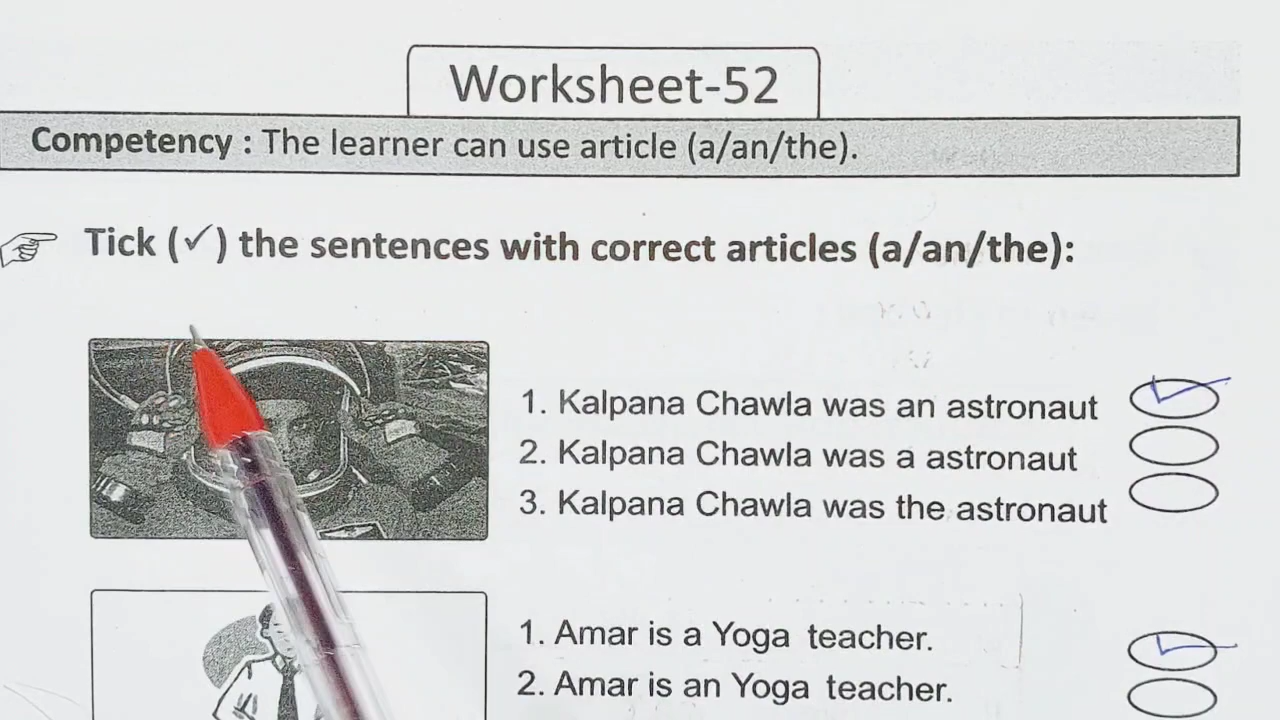 Worksheet-52
Competency : The learner can use article (a/an/the).
Tick (✓) the sentences with correct articles (a/an/the):
1. Kalpana Chawla was an astronaut
2. Kalpana Chawla was a astronaut
3. Kalpana Chawla was the astronaut
1. Amar is a Yoga teacher.
2. Amar is an Yoga teacher.